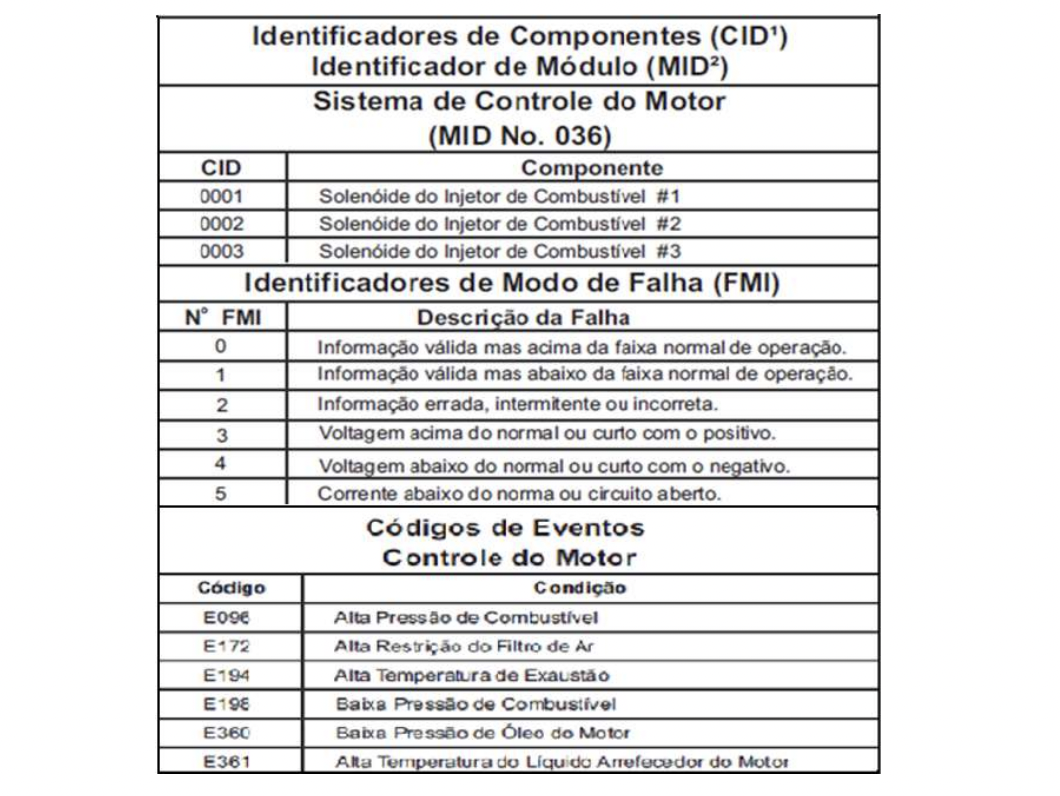 Identificadores de Componentes (CID¹)
Identificador de Módulo (MID²)
Sistema de Controle do Motor
(MID No. 036)
CID Componente
0001 Solenóide do Injetor de Combustível #1
0002 Solenóide do Injetor de Combustível #2
0003 Solenóide do Injetor de Combustível #3
Identificadores de Modo de Falha (FMI)
N° FMI Descrição da Falha
0 Informação válida mas acima da faixa normal de operação.
1 Informação válida mas abaixo da faixa normal de operação.
2 Informação errada, intermitente ou incorreta.
3 Voltagem acima do normal ou curto com o positivo.
4 Voltagem abaixo do normal ou curto com o negativo.
5 Corrente abaixo do norma ou circuito aberto.
Códigos de Eventos
Controle do Motor
Código Condição
E096 Alta Pressão de Combustível
E172 Alta Restrição do Filtro de Ar
E194 Alta Temperatura de Exaustão
E198 Baixa Pressão de Combustível
E360 Baixa Pressão de Óleo do Motor
E361 Alta Temperatura do Líquido Arrefecedor do Motor